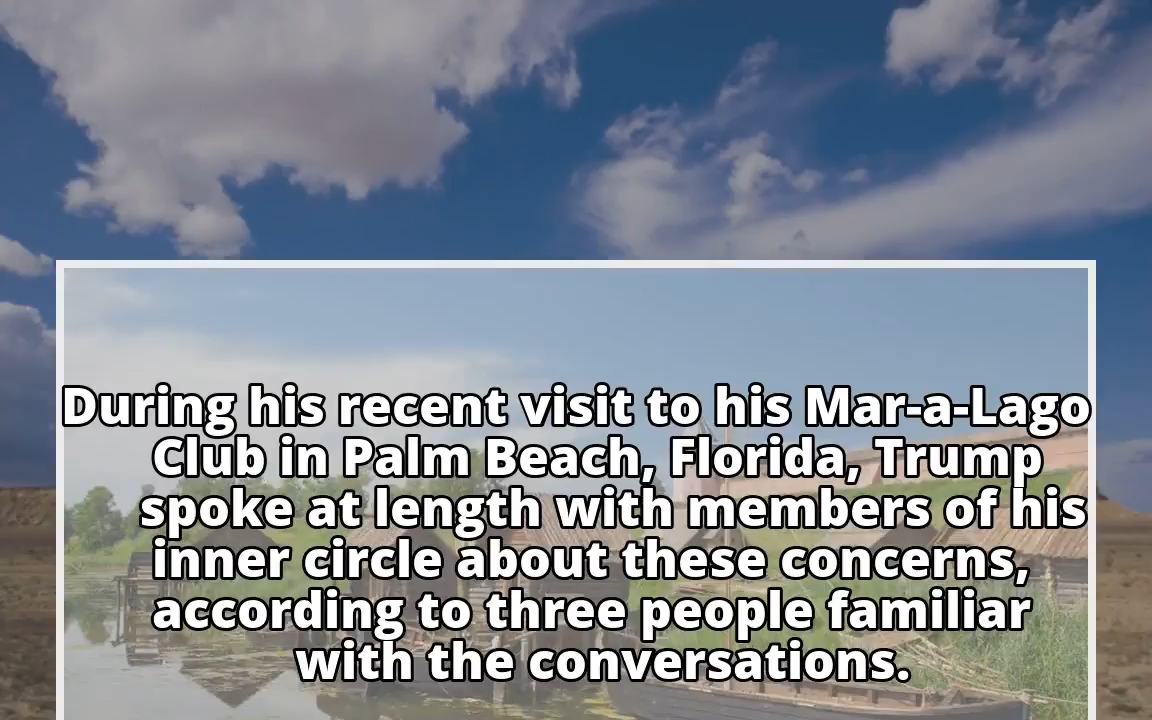 During his recent visit to his Mar-a-Lago
Club in Palm Beach, Florida, Trump
spoke at length with members of his
inner circle about these concerns,
according to three people familiar
with the conversations.